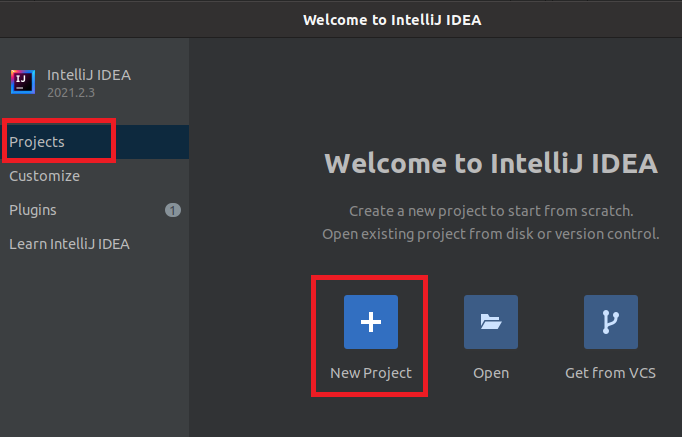 Welcome to IntelliJ IDEA
IJ
IntelliJ IDEA
2021.2.3
Projects
Customize
Plugins 1
Learn IntelliJ IDEA
Welcome to IntelliJ IDEA
Create a new project to start from scratch.
Open existing project from disk or version control.
New Project
Open
Get from VCS